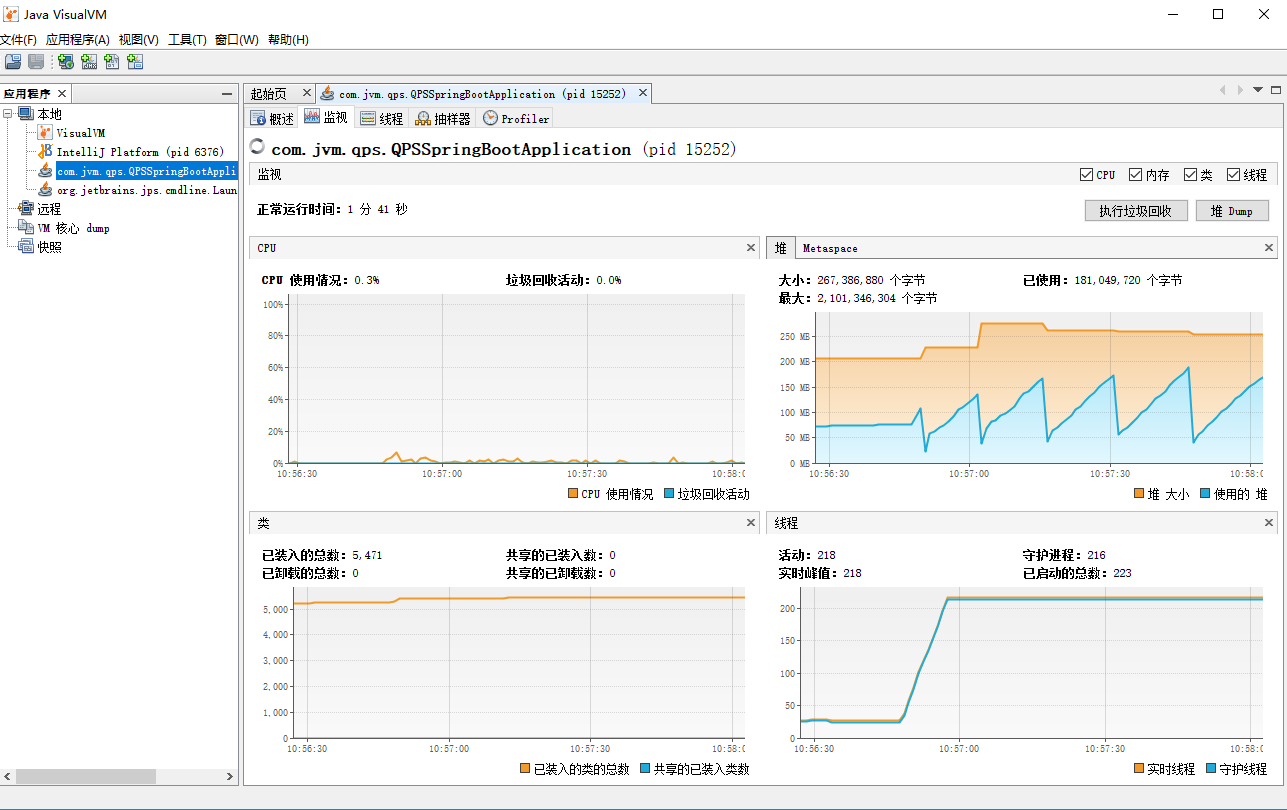 Java VisualVM
文件(F) 应用程序(A) 视图(V) 工具(T) 窗口(W) 帮助(H)
应用程序
本地
VisualVM
IntelliJ Platform (pid 6376)
com.jvm.qps.QPSSpringBootAppli
org.jetbrains.jps.cmdline.Laun
远程
VM 核心 dump
快照
起始页 com.jvm.qps.QPSSpringBootApplication (pid 15252)
概述 监视 线程 抽样器 Profiler
com.jvm.qps.QPSSpringBootApplication (pid 15252)
监视 CPU 内存 类 线程
正常运行时间: 1 分 41 秒 执行垃圾回收 堆 Dump
CPU
CPU 使用情况: 0.3% 垃圾回收活动: 0.0%
100%
80%
60%
40%
20%
0%
10:56:30 10:57:00 10:57:30 10:58:0
CPU 使用情况 垃圾回收活动
堆 Metaspace
大小: 267,386,880 个字节 已使用: 181,049,720 个字节
最大: 2,101,346,304 个字节
250 MB
200 MB
150 MB
100 MB
50 MB
0 MB
10:56:30 10:57:00 10:57:30 10:58:0
堆 大小 使用的 堆
类
已装入的总数: 5,471 共享的已装入数: 0
已卸载的总数: 0 共享的已卸载数: 0
5,000
4,000
3,000
2,000
1,000
0
10:56:30 10:57:00 10:57:30 10:58:0
已装入的类的总数 共享的已装入类数
线程
活动: 218 守护进程: 216
实时峰值: 218 已启动的总数: 223
200
150
100
50
0
10:56:30 10:57:00 10:57:30 10:58:0
实时线程 守护线程